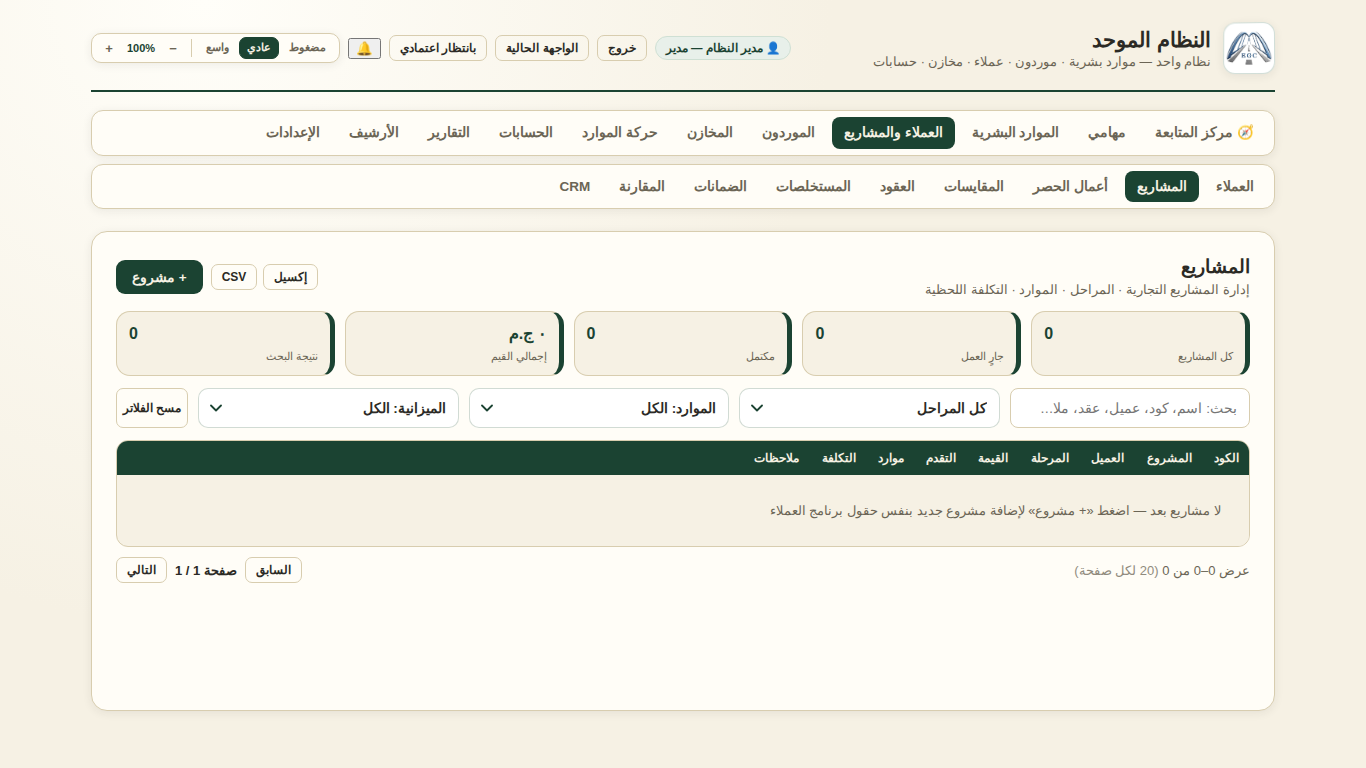 ROC
النظام الموحد
نظام واحد — موارد بشرية · موردون · عملاء · مخازن · حسابات
👤 مدير النظام — مدير
خروج
الواجهة الحالية
بانتظار اعتمادي
🔔
مضغوط
عادي
واسع
−
100%
+
🧭 مركز المتابعة
مهامي
الموارد البشرية
العملاء والمشاريع
الموردون
المخازن
حركة الموارد
الحسابات
التقارير
الأرشيف
الإعدادات
العملاء
المشاريع
أعمال الحصر
المقايسات
العقود
المستخلصات
الضمانات
المقارنة
CRM
المشاريع
إدارة المشاريع التجارية · المراحل · الموارد · التكلفة اللحظية
إكسيل
CSV
+ مشروع
0
كل المشاريع
0
جارٍ العمل
0
مكتمل
٠ ج.م
إجمالي القيم
0
نتيجة البحث
بحث: اسم، كود، عميل، عقد، ملا...
كل المراحل
الموارد: الكل
الميزانية: الكل
مسح الفلاتر
الكود المشروع العميل المرحلة القيمة التقدم موارد التكلفة ملاحظات
لا مشاريع بعد — اضغط «+ مشروع» لإضافة مشروع جديد بنفس حقول برنامج العملاء
عرض 0–0 من 0 (20 لكل صفحة)
السابق
صفحة 1 / 1
التالي